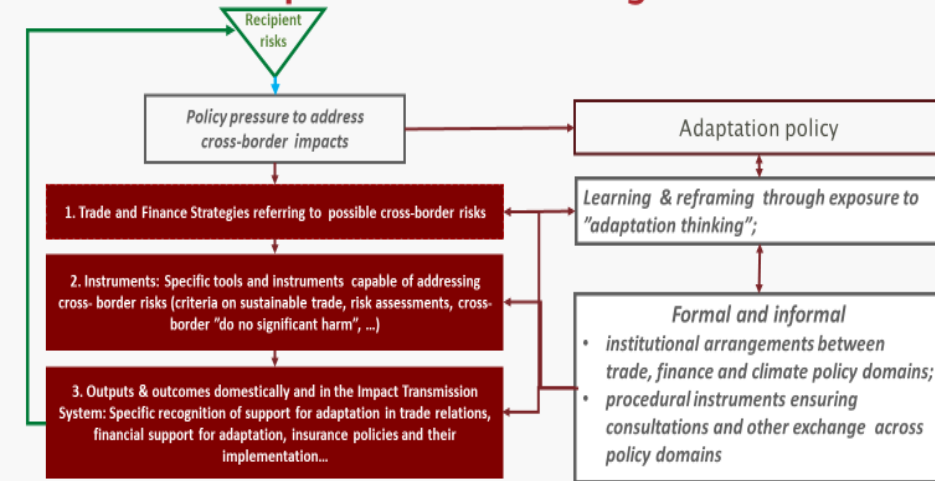 Recipient
risks
Policy pressure to address
cross-border impacts
Adaptation policy
1. Trade and Finance Strategies referring to possible cross-border risks
Learning & reframing through exposure to
"adaptation thinking";
2. Instruments: Specific tools and instruments capable of addressing
cross- border risks (criteria on sustainable trade, risk assessments, cross-
border "do no significant harm", ...)
Formal and informal
• institutional arrangements between
trade, finance and climate policy domains;
• procedural instruments ensuring
consultations and other exchange across
policy domains
3. Outputs & outcomes domestically and in the Impact Transmission
System: Specific recognition of support for adaptation in trade relations,
financial support for adaptation, insurance policies and their
implementation...